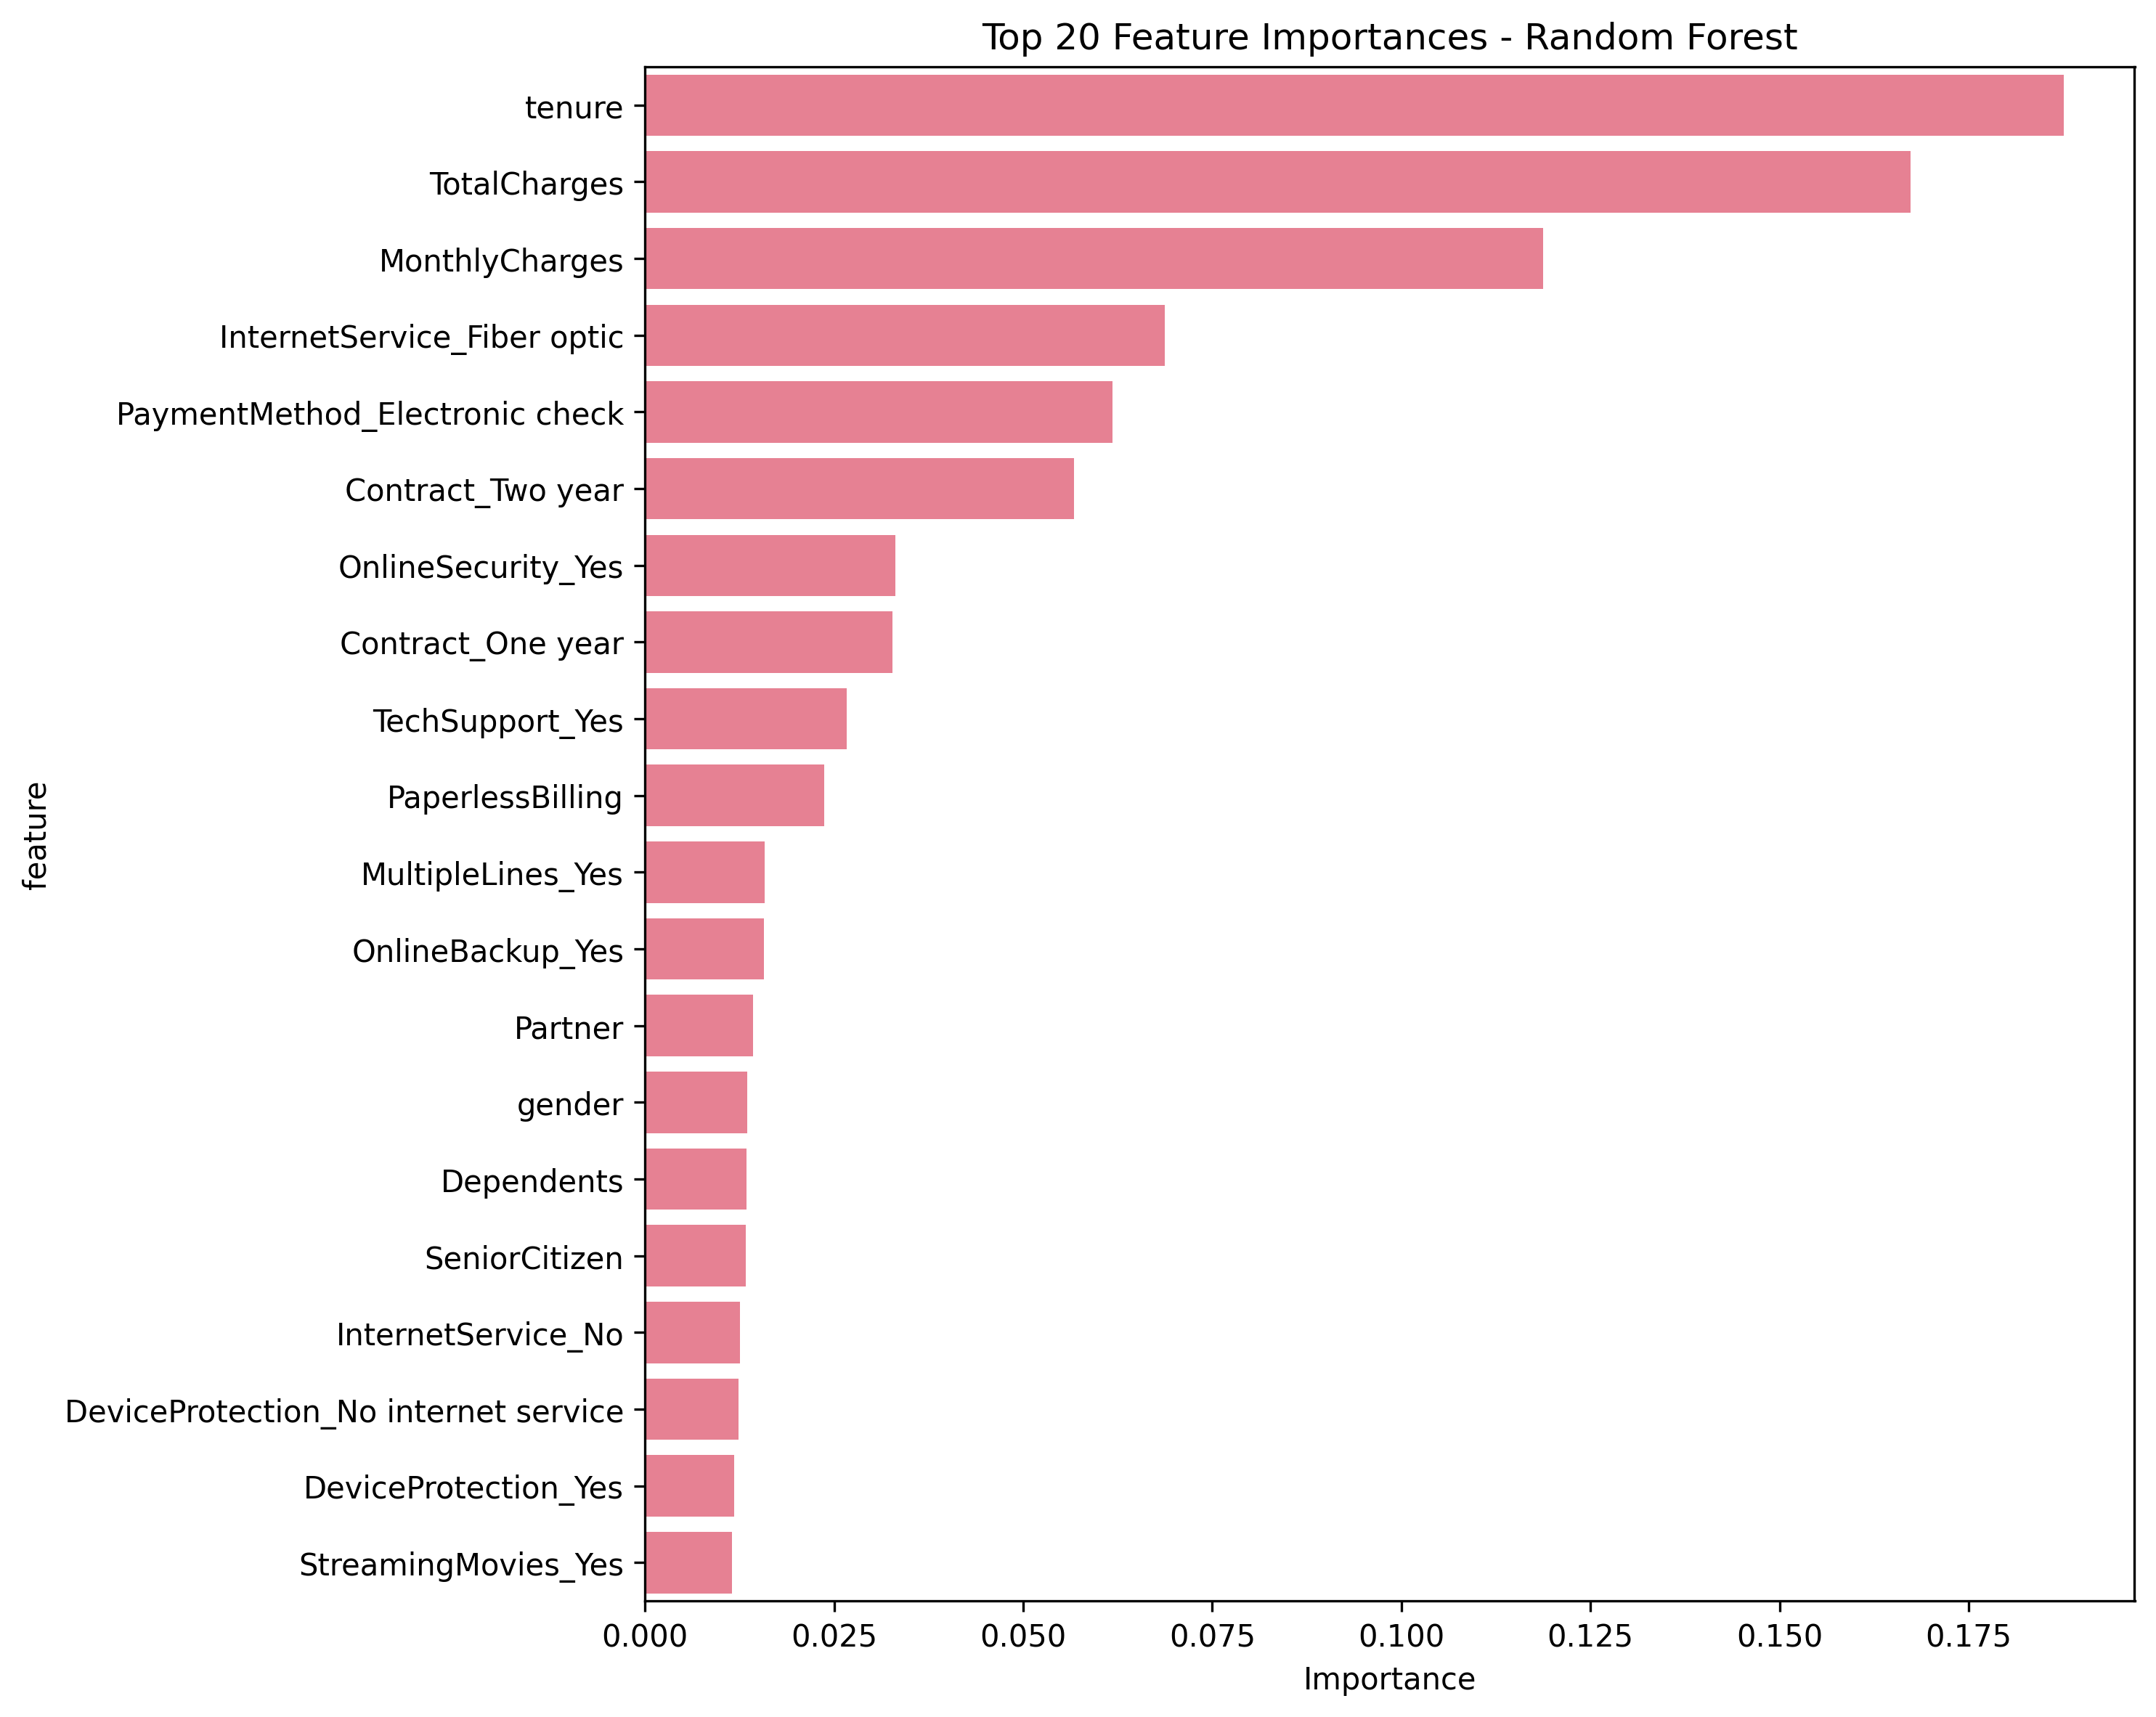 Top 20 Feature Importances - Random Forest
tenure
TotalCharges
MonthlyCharges
InternetService_Fiber optic
PaymentMethod_Electronic check
Contract_Two year
OnlineSecurity_Yes
Contract_One year
TechSupport_Yes
PaperlessBilling
MultipleLines_Yes
OnlineBackup_Yes
Partner
gender
Dependents
SeniorCitizen
InternetService_No
DeviceProtection_No internet service
DeviceProtection_Yes
StreamingMovies_Yes
feature
0.000 0.025 0.050 0.075 0.100 0.125 0.150 0.175
Importance